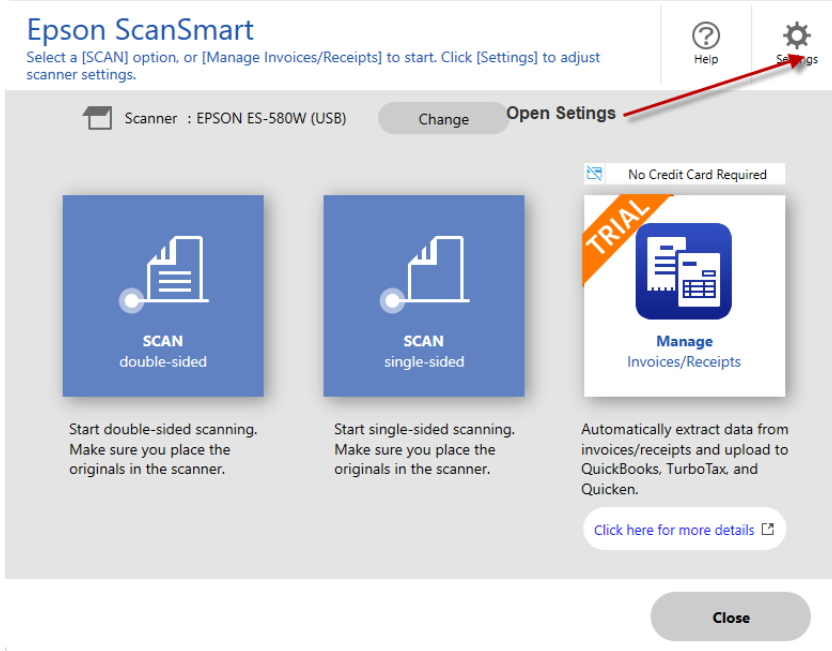 Epson ScanSmart
Select a [SCAN] option, or [Manage Invoices/Receipts] to start. Click [Settings] to adjust
scanner settings.
Help
Settings
Scanner : EPSON ES-580W (USB)
Change
Open Setings
No Credit Card Required
SCAN
double-sided
SCAN
single-sided
TRIAL
Manage
Invoices/Receipts
Start double-sided scanning.
Make sure you place the
originals in the scanner.
Start single-sided scanning.
Make sure you place the
originals in the scanner.
Automatically extract data from
invoices/receipts and upload to
QuickBooks, TurboTax, and
Quicken.
Click here for more details
Close